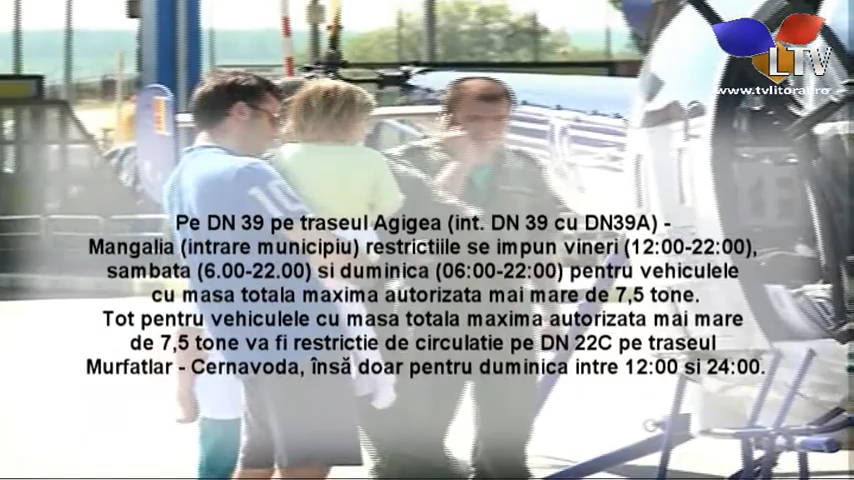 LTV
www.tvlitoral.ro
10
Pe DN 39 pe traseul Agigea (int. DN 39 cu DN39A) -
Mangalia (intrare municipiu) restrictiile se impun vineri (12:00-22:00),
sambata (6.00-22.00) si duminica (06:00-22:00) pentru vehiculele
cu masa totala maxima autorizata mai mare de 7,5 tone.
Tot pentru vehiculele cu masa totala maxima autorizata mai mare
de 7,5 tone va fi restrictie de circulatie pe DN 22C pe traseul
Murfatlar - Cernavoda, însă doar pentru duminica intre 12:00 si 24:00.